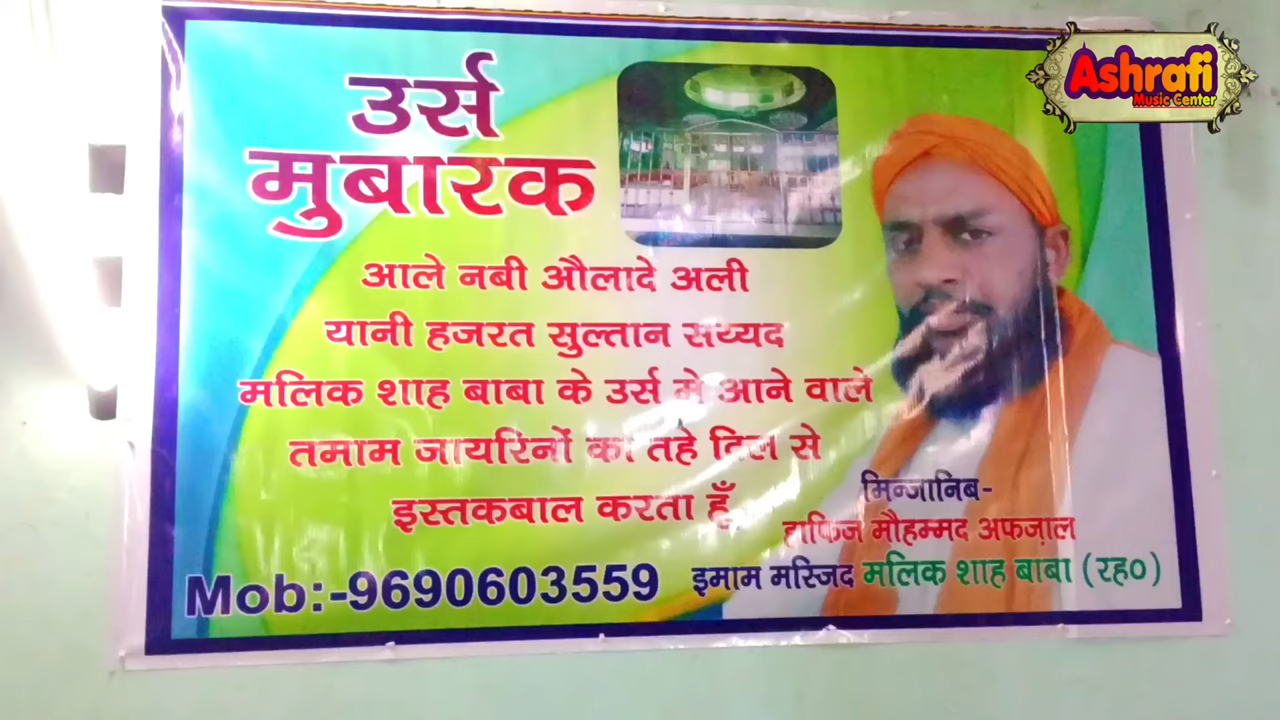 Ashrafi
Music Center
उर्स
मुबारक
आले नबी औलादे अली
यानी हजरत सुल्तान सय्यद
मलिक शाह बाबा के उर्स मे आने वाले
तमाम जायरिनों का तहे दिल से
इस्तकबाल करता हूँ
मिन्जानिब-
हाफिज मौहम्मद अफज़ाल
इमाम मस्जिद मलिक शाह बाबा (रह०)
Mob:-9690603559